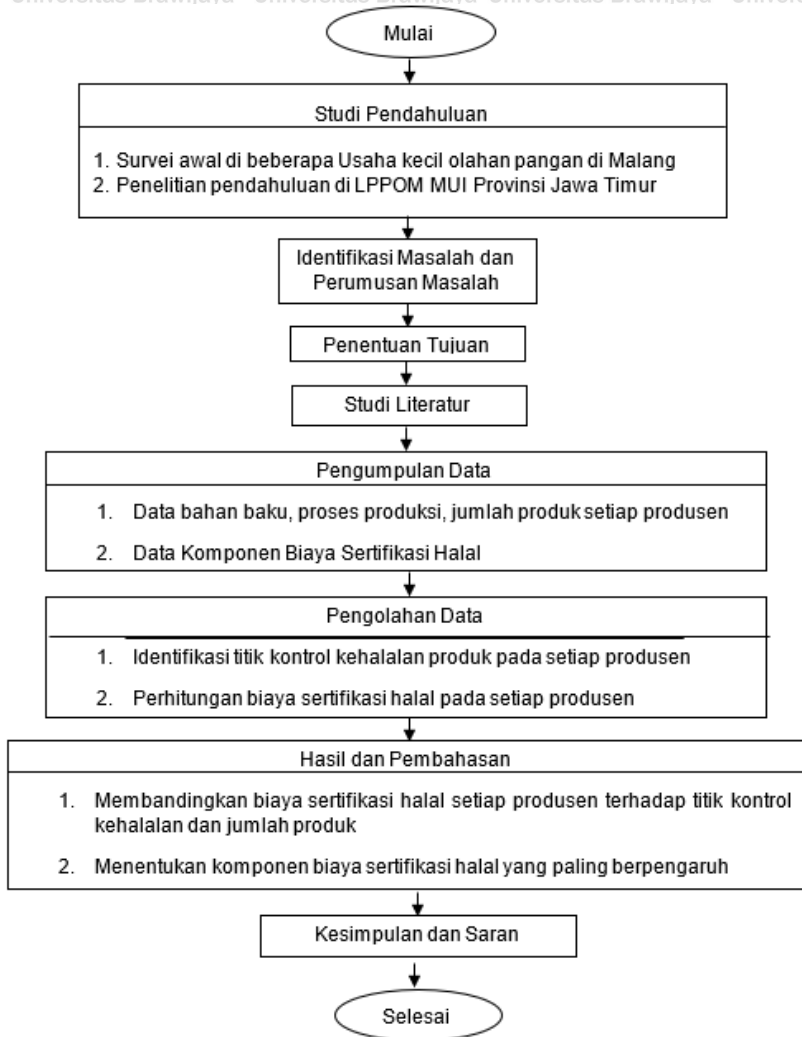 Mulai
Studi Pendahuluan
1. Survei awal di beberapa Usaha kecil olahan pangan di Malang
2. Penelitian pendahuluan di LPPOM MUI Provinsi Jawa Timur
Identifikasi Masalah dan
Perumusan Masalah
Penentuan Tujuan
Studi Literatur
Pengumpulan Data
1. Data bahan baku, proses produksi, jumlah produk setiap produsen
2. Data Komponen Biaya Sertifikasi Halal
Pengolahan Data
1. Identifikasi titik kontrol kehalalan produk pada setiap produsen
2. Perhitungan biaya sertifikasi halal pada setiap produsen
Hasil dan Pembahasan
1. Membandingkan biaya sertifikasi halal setiap produsen terhadap titik kontrol
kehalalan dan jumlah produk
2. Menentukan komponen biaya sertifikasi halal yang paling berpengaruh
Kesimpulan dan Saran
Selesai